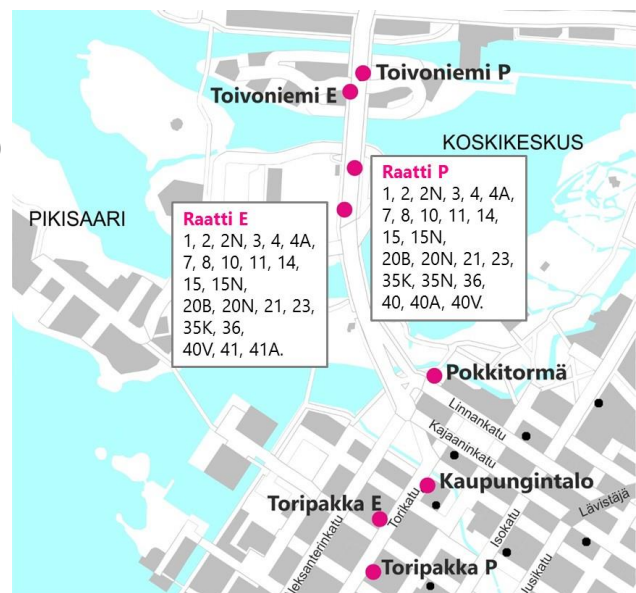 Toivoniemi P
Toivoniemi E
KOSKIKESKUS
Raatti P
1, 2, 2N, 3, 4, 4A,
7, 8, 10, 11, 14,
15, 15N,
20B, 20N, 21, 23,
35K, 35N, 36,
40, 40A, 40V.
PIKISAARI
Raatti E
1, 2, 2N, 3, 4, 4A,
7, 8, 10, 11, 14,
15, 15N,
20B, 20N, 21, 23,
35K, 36,
40V, 41, 41A.
Pokkitormä
Linnankatu
Kajaaninkatu
Kaupungintalo
Lävistäjä
Toripakka E
Torikatu
Isokatu
leksanterinkatu
usikatu
Toripakka P